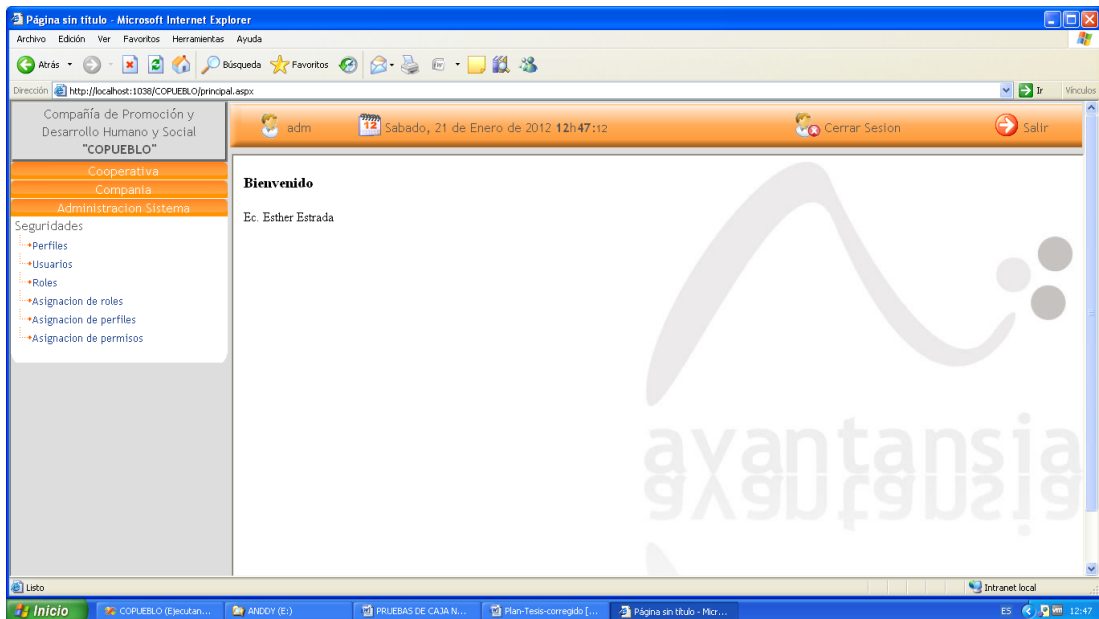 Página sin título - Microsoft Internet Explorer
Archivo Edición Ver Favoritos Herramientas Ayuda
Atrás Búsqueda Favoritos
Dirección http://localhost:1038/COPUEBLO/principal.aspx Ir Vínculos
Compañía de Promoción y
Desarrollo Humano y Social
"COPUEBLO"
adm 12 Sabado, 21 de Enero de 2012 12h47:12 Cerrar Sesion Salir
Cooperativa
Compania
Administracion Sistema
Seguridades
Perfiles
Usuarios
Roles
Asignacion de roles
Asignacion de perfiles
Asignacion de permisos
Bienvenido
Ec. Esther Estrada
avantansia
Listo Intranet local
Inicio COPUEBLO (Ejecutan... ANDDY (E:) PRUEBAS DE CAJA N... Plan-Tesis-corregido [... Página sin título - Micr... ES 12:47